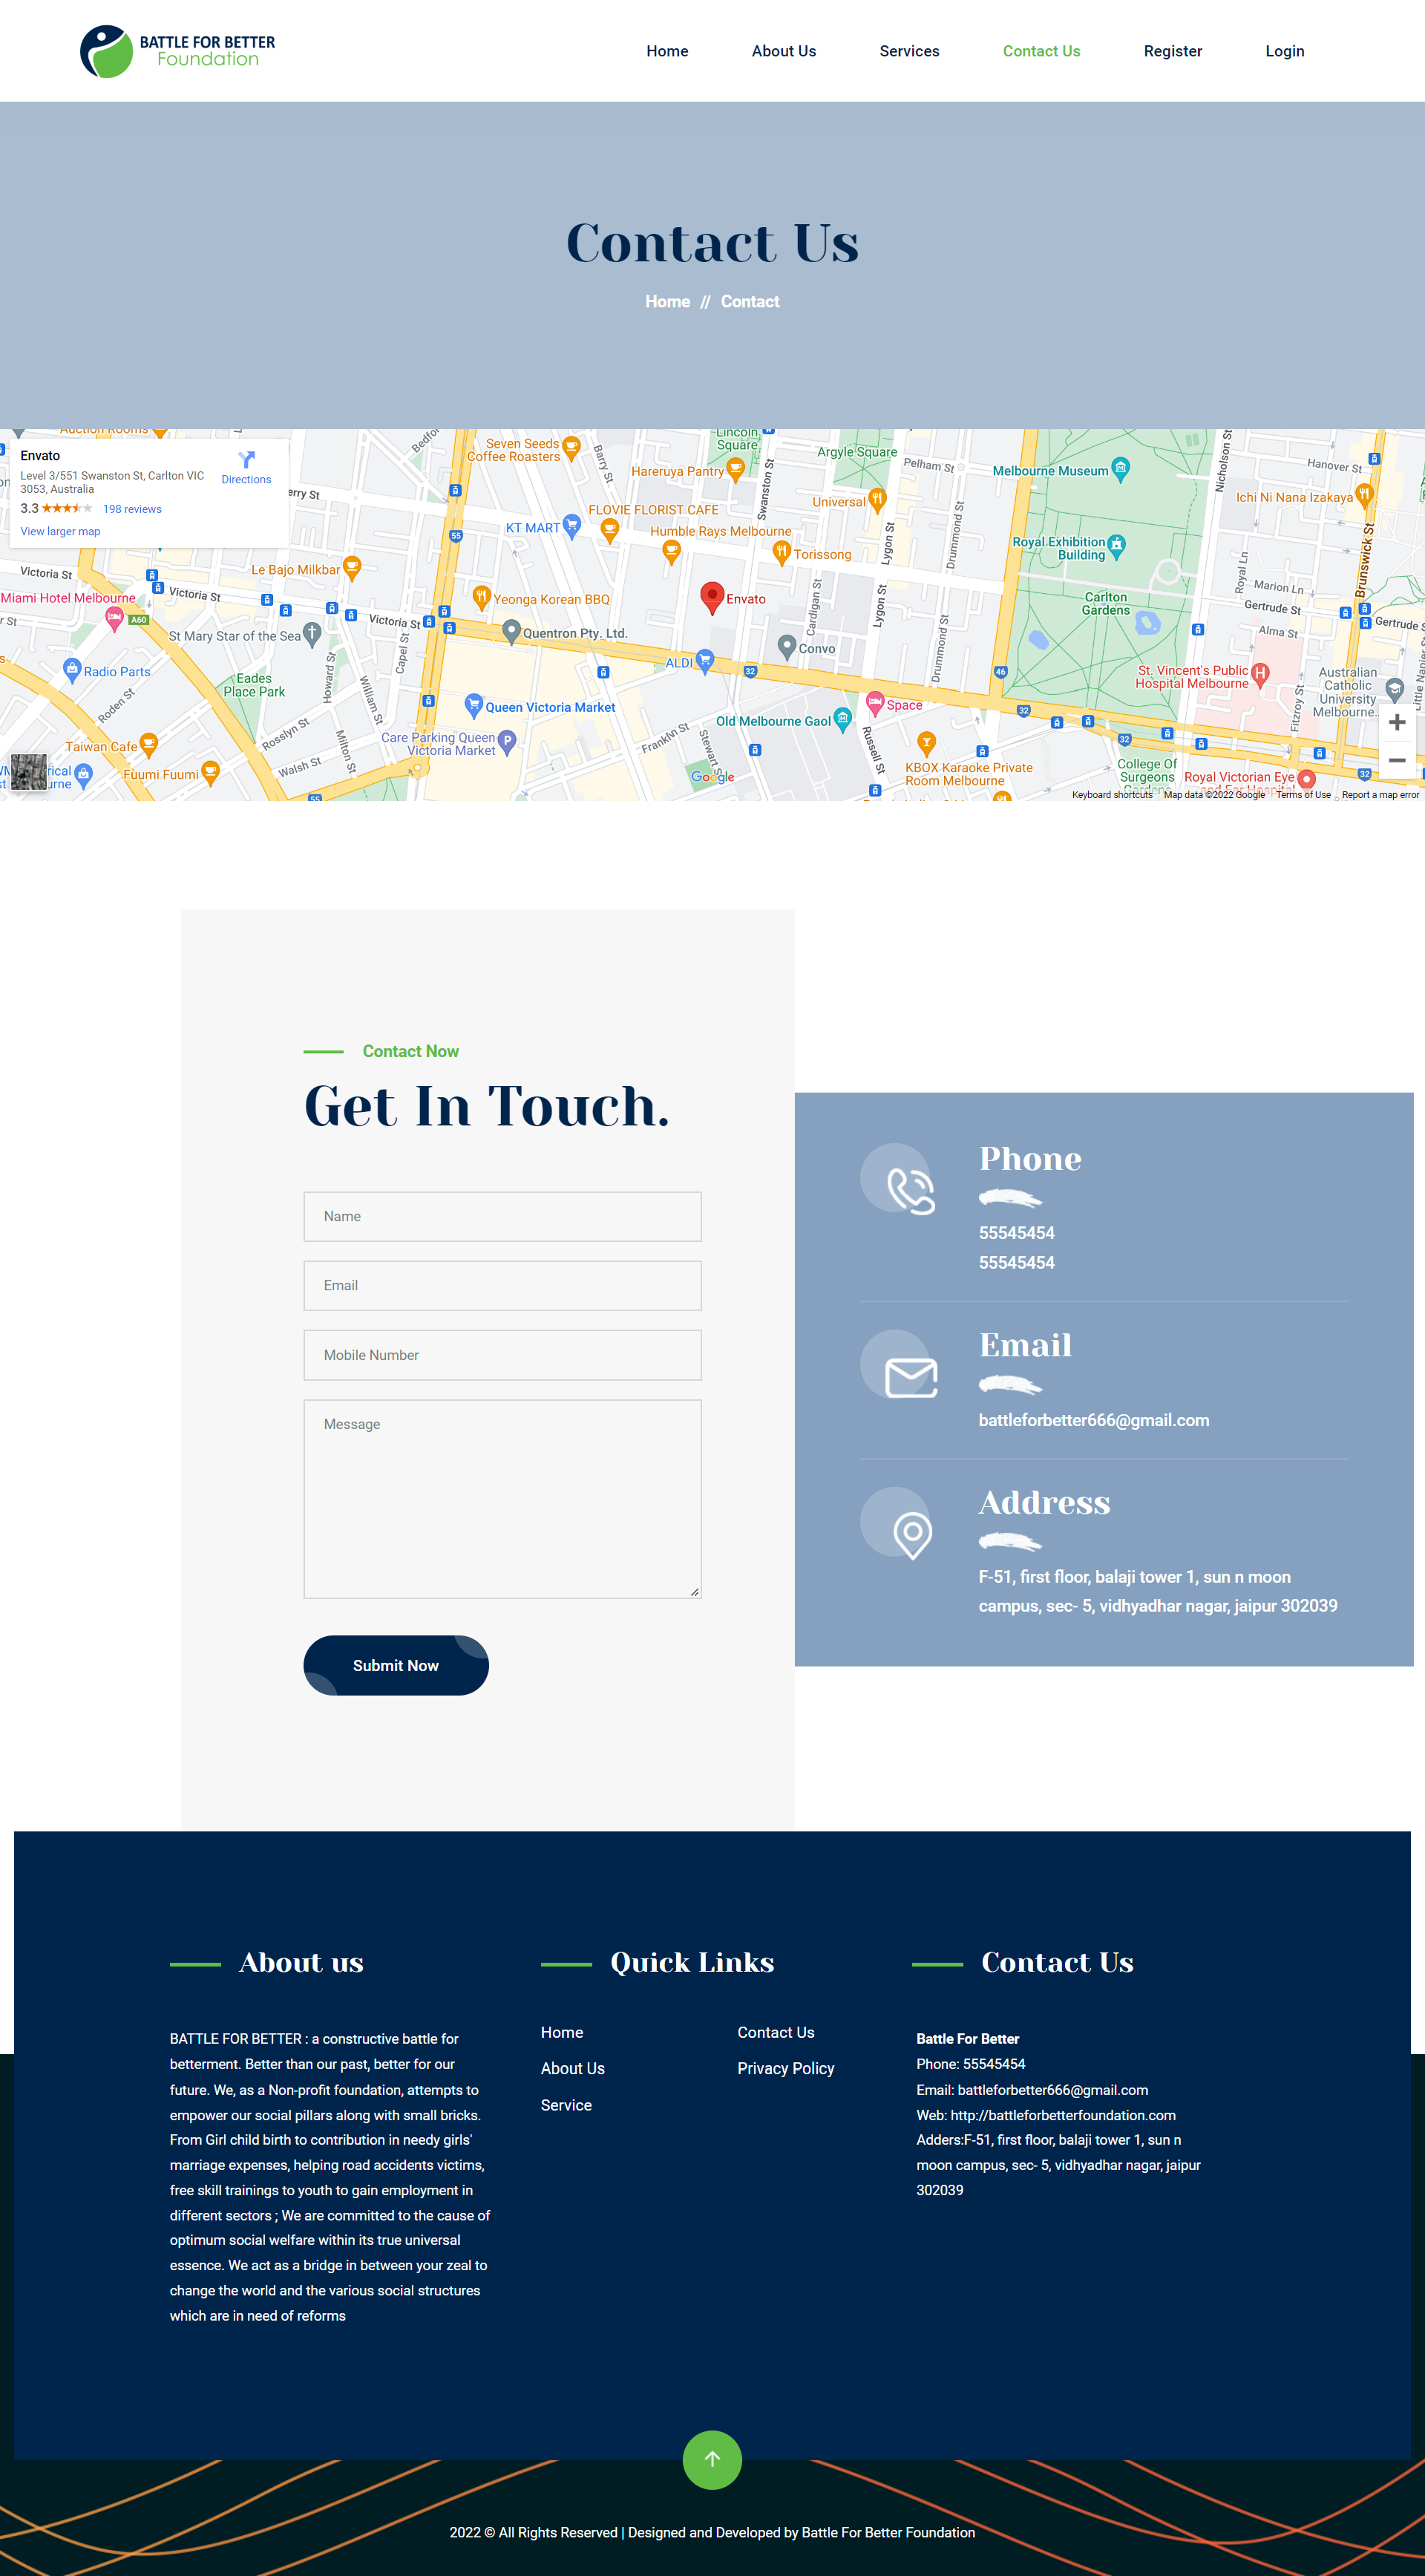 BATTLE FOR BETTER
Foundation
Home
About Us
Services
Contact Us
Register
Login
Contact Us
Home // Contact
Envato
Level 3/551 Swanston St, Carlton VIC
3053, Australia
3.3
198 reviews
View larger map
Directions
Auction Rooms
Seven Seeds
Coffee Roasters
Barry St
Hareruya Pantry
Lincoln
Square
Swanston St
Argyle Square
Pelham St
Melbourne Museum
Nicholson St
Hanover St
Ichi Ni Nana Izakaya
Universal
FLOVIE FLORIST CAFE
KT MART
Humble Rays Melbourne
Torissong
Lygon St
Drummond St
Royal Exhibition
Building
Royal Ln
Brunswick St
55
Le Bajo Milkbar
Victoria St
Victoria St
Miami Hotel Melbourne
A60
Yeonga Korean BBQ
Envato
Cardigan St
Lygon St
Carlton
Gardens
Marion Ln
Gertrude St
Gertrude S
Alma St
St Mary Star of the Sea
Victoria St
Capel St
Quentron Pty. Ltd.
Convo
Drummond St
ALDI
32
46
Radio Parts
Eades
Place Park
Howard St
William St
St. Vincent's Public
Hospital Melbourne
Australian
Catholic
University
Melbourne...
Fitzroy St
Roden St
Queen Victoria Market
Space
32
Old Melbourne Gaol
Taiwan Cafe
Rosslyn St
Milton St
Care Parking Queen
Victoria Market
Franklin St
Stewart S
Russell St
32
Fuumi Fuumi
Walsh St
Google
KBOX Karaoke Private
Room Melbourne
College Of
Surgeons
Gardens
Royal Victorian Eye
and Ear Hospital
32
55
Keyboard shortcuts
Map data ©2022 Google
Terms of Use
Report a map error
Contact Now
Get In Touch.
Name
Email
Mobile Number
Message
Submit Now
Phone
55545454
55545454
Email
battleforbetter666@gmail.com
Address
F-51, first floor, balaji tower 1, sun n moon
campus, sec- 5, vidhyadhar nagar, jaipur 302039
About us
BATTLE FOR BETTER : a constructive battle for
betterment. Better than our past, better for our
future. We, as a Non-profit foundation, attempts to
empower our social pillars along with small bricks.
From Girl child birth to contribution in needy girls'
marriage expenses, helping road accidents victims,
free skill trainings to youth to gain employment in
different sectors ; We are committed to the cause of
optimum social welfare within its true universal
essence. We act as a bridge in between your zeal to
change the world and the various social structures
which are in need of reforms
Quick Links
Home
About Us
Service
Contact Us
Privacy Policy
Contact Us
Battle For Better
Phone: 55545454
Email: battleforbetter666@gmail.com
Web: http://battleforbetterfoundation.com
Adders:F-51, first floor, balaji tower 1, sun n
moon campus, sec- 5, vidhyadhar nagar, jaipur
302039
2022 © All Rights Reserved | Designed and Developed by Battle For Better Foundation